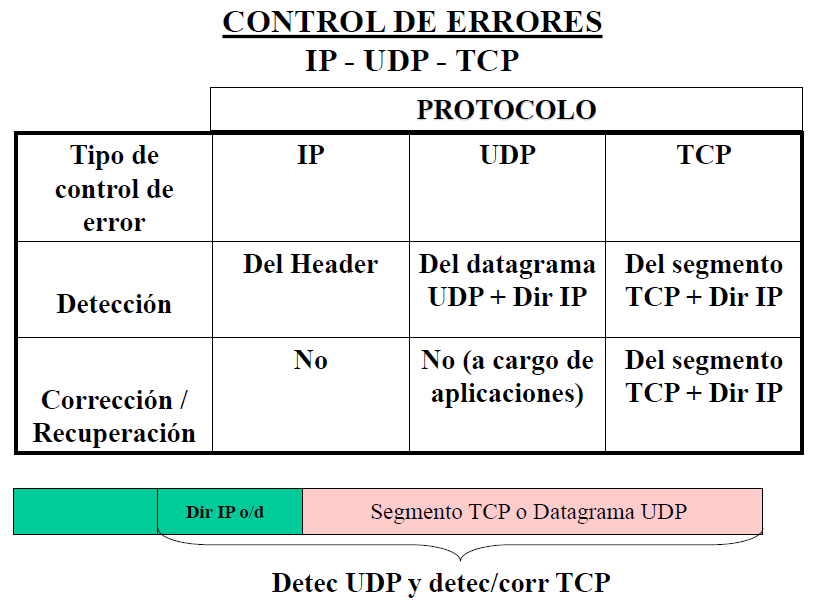 CONTROL DE ERRORES
IP - UDP - TCP
PROTOCOLO
Tipo de
control de
error
IP
UDP
TCP
Detección
Del Header
Del datagrama
UDP + Dir IP
Del segmento
TCP + Dir IP
Corrección /
Recuperación
No
No (a cargo de
aplicaciones)
Del segmento
TCP + Dir IP
Dir IP o/d
Segmento TCP o Datagrama UDP
Detec UDP y detec/corr TCP